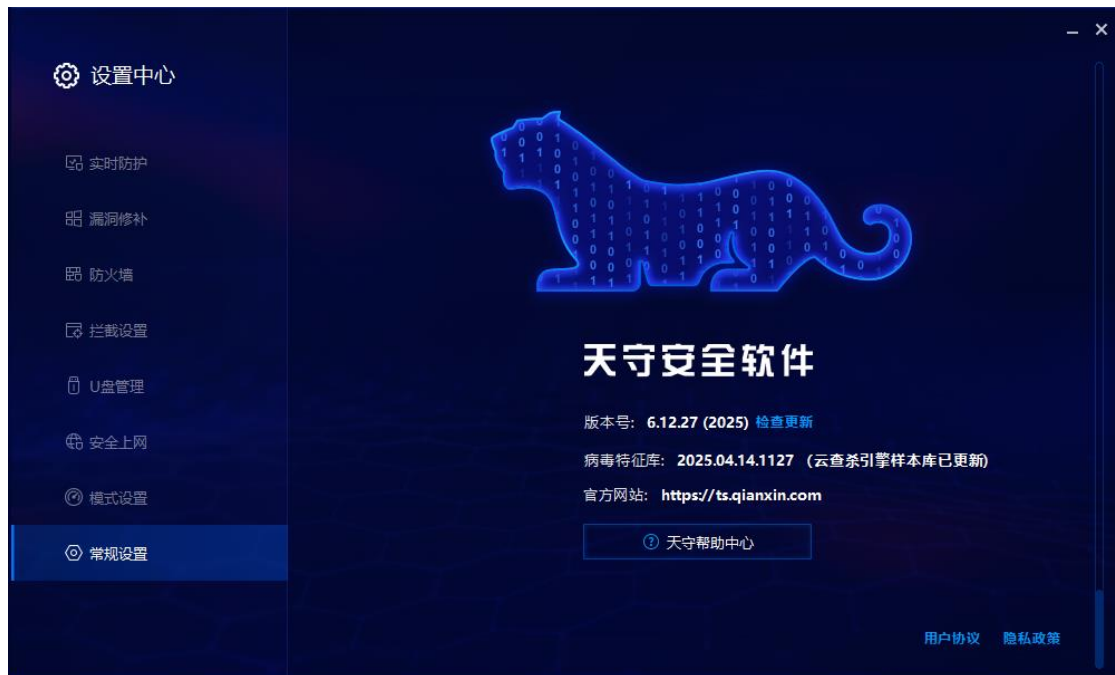 设置中心
实时防护
漏洞修补
防火墙
拦截设置
U盘管理
安全上网
模式设置
常规设置
天守安全软件
版本号: 6.12.27 (2025) 检查更新
病毒特征库: 2025.04.14.1127 （云查杀引擎样本库已更新)
官方网站: https://ts.qianxin.com
天守帮助中心
用户协议 隐私政策